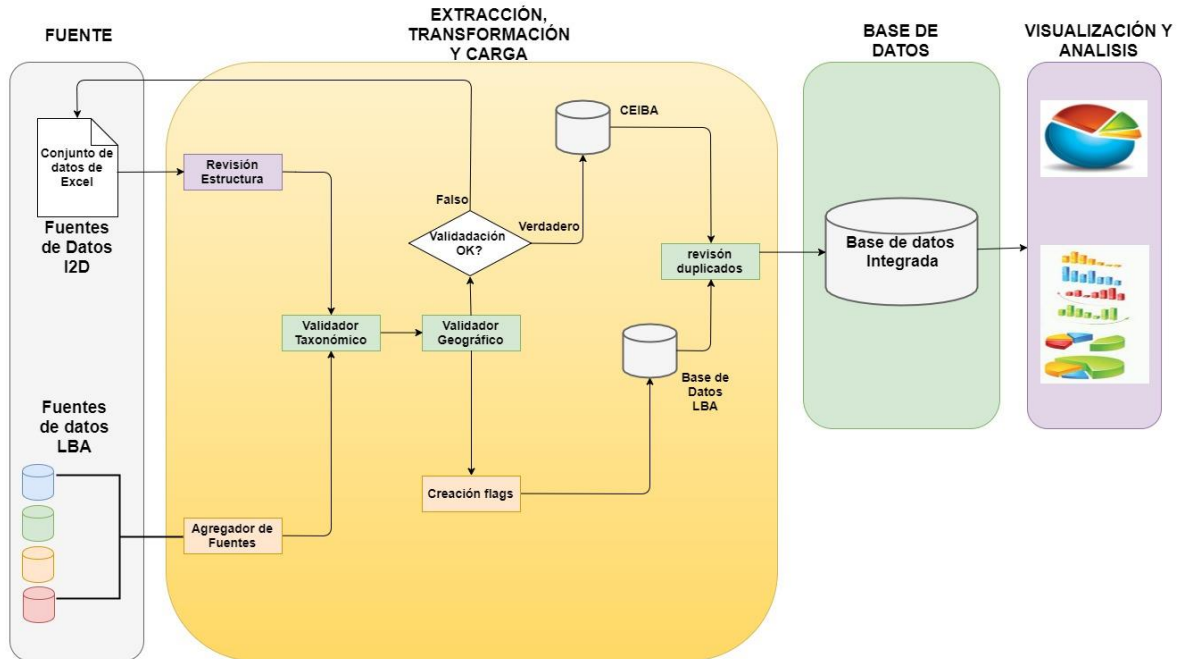 FUENTE
EXTRACCIÓN,
TRANSFORMACIÓN
Y CARGA
BASE DE
DATOS
VISUALIZACIÓN Y
ANALISIS
Conjunto de
datos de
Excel
Fuentes
de Datos
I2D
Revisión
Estructura
Falso
Validadación
OK?
Verdadero
CEIBA
revisón
duplicados
Base de datos
Integrada
Validador
Taxonómico
Validador
Geográfico
Base de
Datos
LBA
Fuentes
de datos
LBA
Creación flags
Agregador de
Fuentes